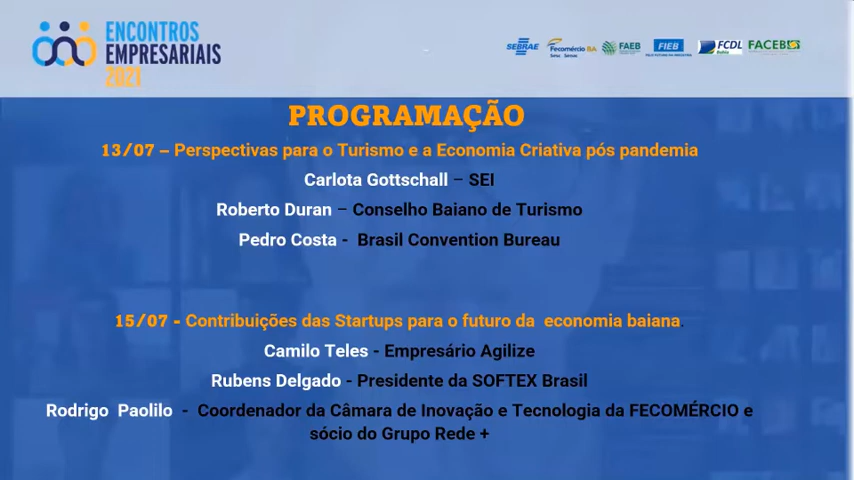 ENCONTROS
EMPRESARIAIS
2021
SEBRAE
Fecomércio BA
Sesc Senac
FAEB
FIEB
FCDL
Bahia
FACEB
PROGRAMAÇÃO
13/07 – Perspectivas para o Turismo e a Economia Criativa pós pandemia
Carlota Gottschall – SEI
Roberto Duran – Conselho Baiano de Turismo
Pedro Costa - Brasil Convention Bureau
15/07 - Contribuições das Startups para o futuro da economia baiana.
Camilo Teles - Empresário Agilize
Rubens Delgado - Presidente da SOFTEX Brasil
Rodrigo Paolilo - Coordenador da Câmara de Inovação e Tecnologia da FECOMÉRCIO e
sócio do Grupo Rede +